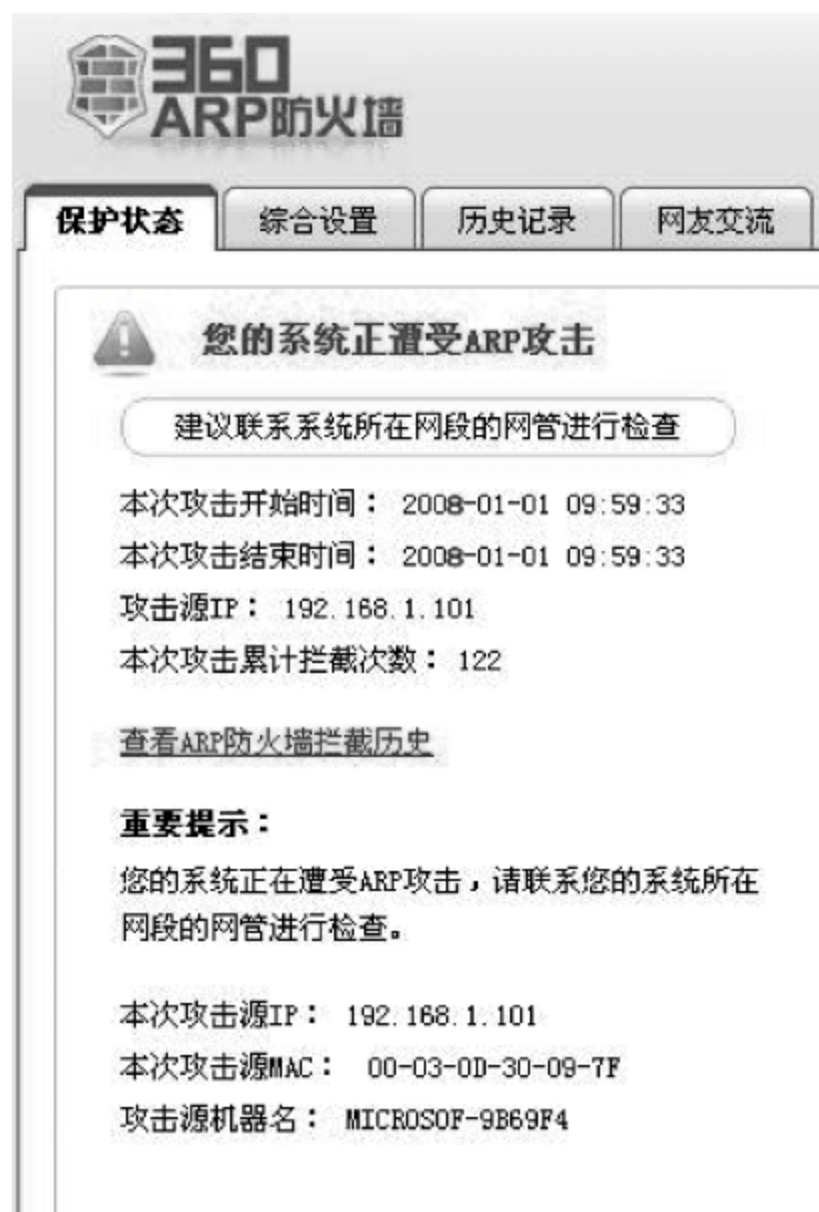 360
ARP防火墙
保护状态 综合设置 历史记录 网友交流
您的系统正遭受ARP攻击
建议联系系统所在网段的网管进行检查
本次攻击开始时间： 2008-01-01 09:59:33
本次攻击结束时间： 2008-01-01 09:59:33
攻击源IP： 192.168.1.101
本次攻击累计拦截次数：122
查看ARP防火墙拦截历史
重要提示：
您的系统正在遭受ARP攻击，请联系您的系统所在
网段的网管进行检查。
本次攻击源IP： 192.168.1.101
本次攻击源MAC： 00-03-0D-30-09-7F
攻击源机器名： MICROSOF-9B69F4